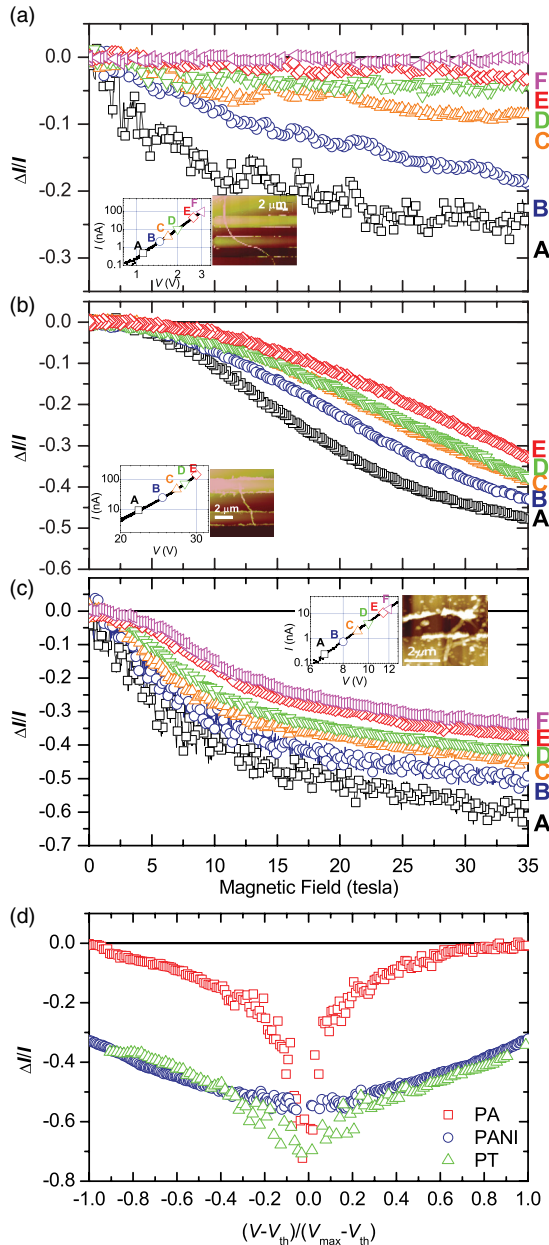 (a)
0.0
-0.1
-0.2
-0.3
ΔI/I
F
E
D
C
B
A
100
10
1
0.1
I (nA)
A B C D E F
1 2 3
V (V)
2 μm
(b)
0.0
-0.1
-0.2
-0.3
-0.4
-0.5
-0.6
ΔI/I
E
D
C
B
A
100
10
I (nA)
A B C D E
20 22 24 26 28 30
V (V)
2 μm
(c)
0.0
-0.1
-0.2
-0.3
-0.4
-0.5
-0.6
-0.7
ΔI/I
F
E
D
C
B
A
10
1
0.1
I (nA)
A B C D E F
6 8 10 12
V (V)
2 μm
0 5 10 15 20 25 30 35
Magnetic Field (tesla)
(d)
0.0
-0.2
-0.4
-0.6
-0.8
ΔI/I
PA
PANI
PT
-1.0 -0.8 -0.6 -0.4 -0.2 0.0 0.2 0.4 0.6 0.8 1.0
(V-Vth)/(Vmax-Vth)